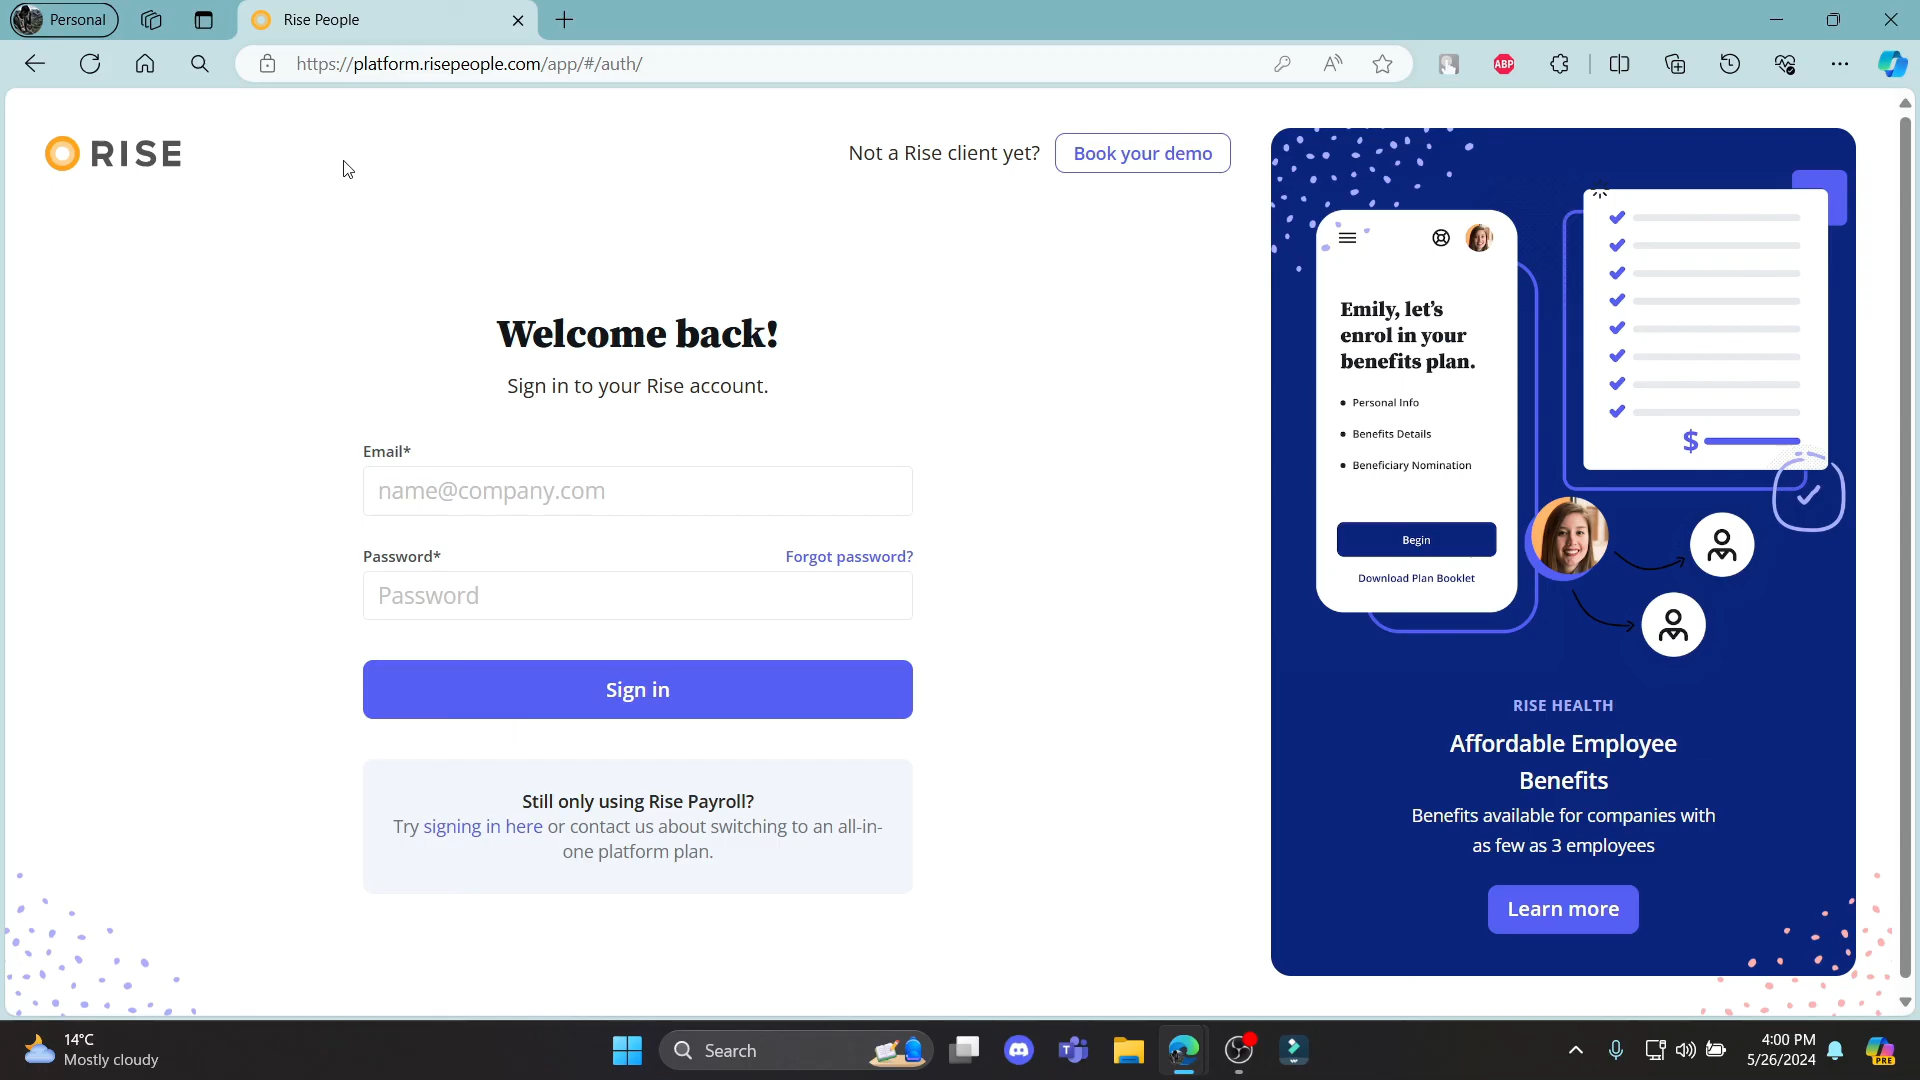 Personal
Rise People
https://platform.risepeople.com/app/#/auth/
ABP
RISE
Not a Rise client yet?
Book your demo
Welcome back!
Sign in to your Rise account.
Email*
name@company.com
Password*
Forgot password?
Password
Sign in
Still only using Rise Payroll?
Try signing in here or contact us about switching to an all-in-
one platform plan.
Emily, let's
enrol in your
benefits plan.
Personal Info
Benefits Details
Beneficiary Nomination
Begin
Download Plan Booklet
$
RISE HEALTH
Affordable Employee
Benefits
Benefits available for companies with
as few as 3 employees
Learn more
14°C
Mostly cloudy
Search
4:00 PM
5/26/2024
PRE